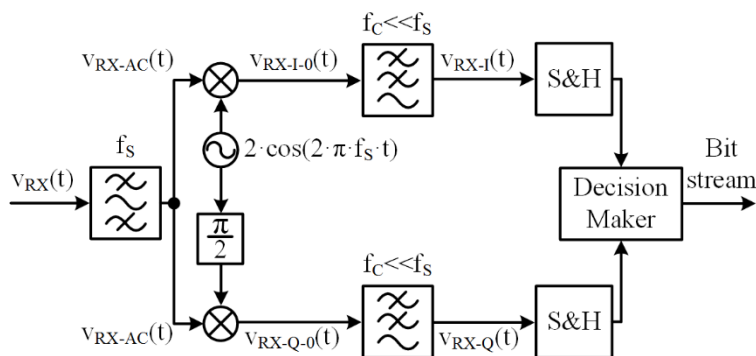 f_C<<f_S
v_RX-AC(t)
v_RX-I-0(t)
v_RX-I(t)
S&H
f_S
2·cos(2·π·f_S·t)
v_RX(t)
Bit
stream
Decision
Maker
π
2
f_C<<f_S
v_RX-AC(t)
v_RX-Q-0(t)
v_RX-Q(t)
S&H